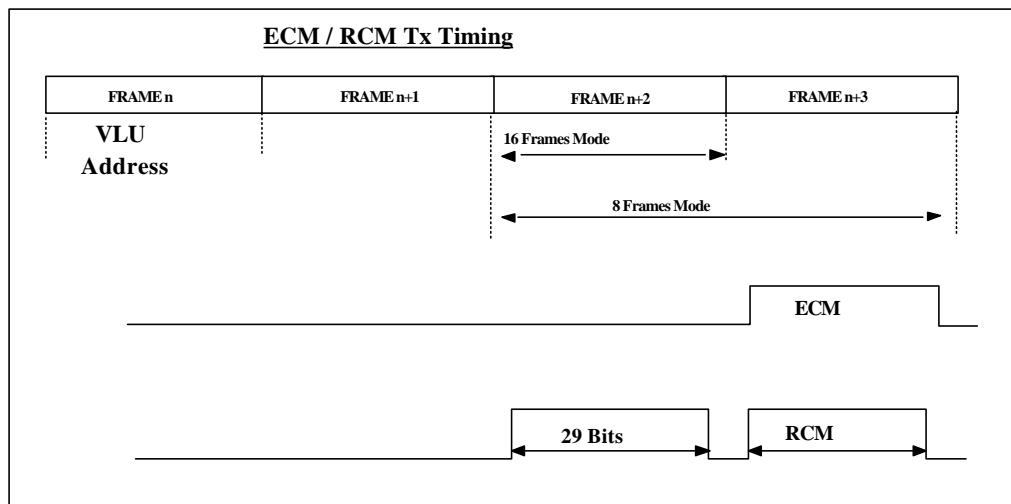 ECM / RCM Tx Timing
FRAME n FRAME n+1 FRAME n+2 FRAME n+3
VLU
Address
16 Frames Mode
8 Frames Mode
ECM
29 Bits RCM